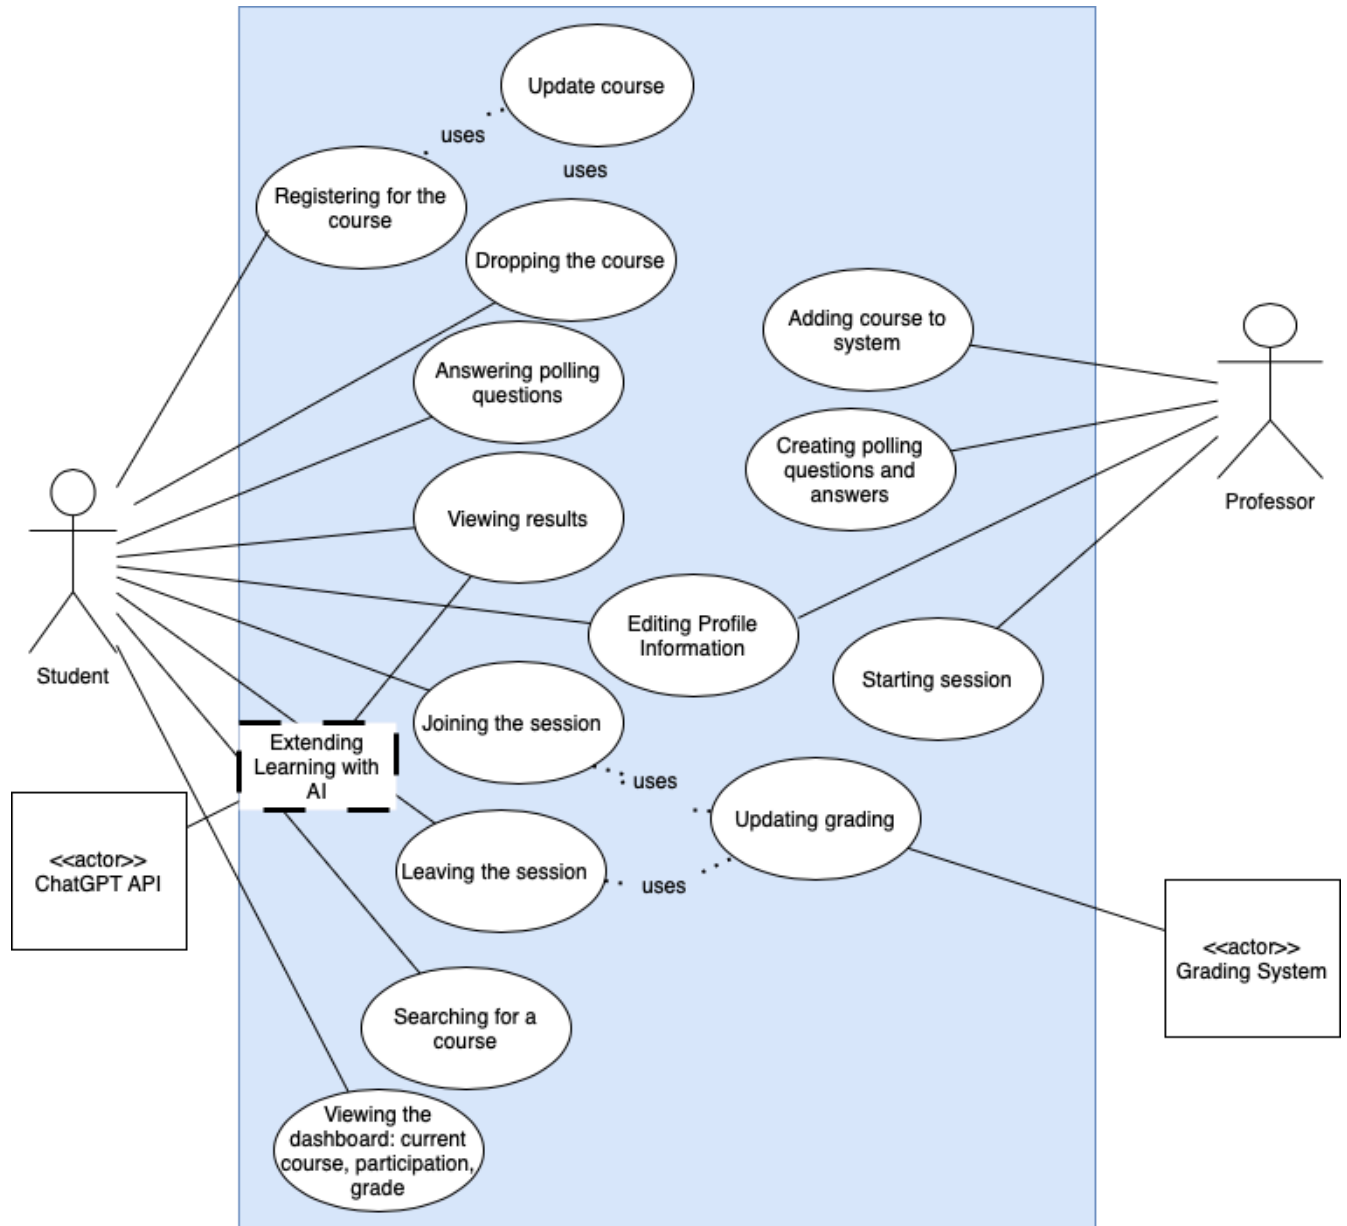 Update course
uses
uses
Registering for the
course
Dropping the course
Adding course to
system
Answering polling
questions
Creating polling
questions and
answers
Professor
Viewing results
Editing Profile
Information
Student
Starting session
Joining the session
Extending
Learning with
AI
uses
Updating grading
<<actor>>
ChatGPT API
Leaving the session
uses
<<actor>>
Grading System
Searching for a
course
Viewing the
dashboard: current
course, participation,
grade